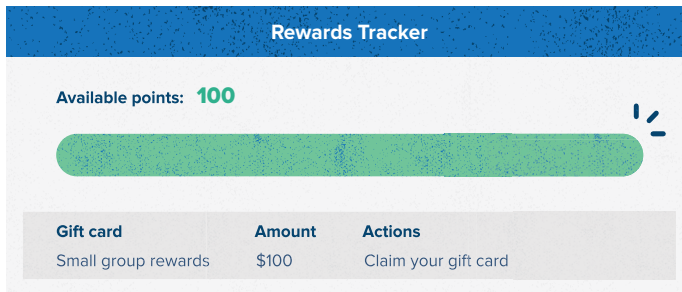 Rewards Tracker
Available points: 100
Gift card Amount Actions
Small group rewards $100 Claim your gift card